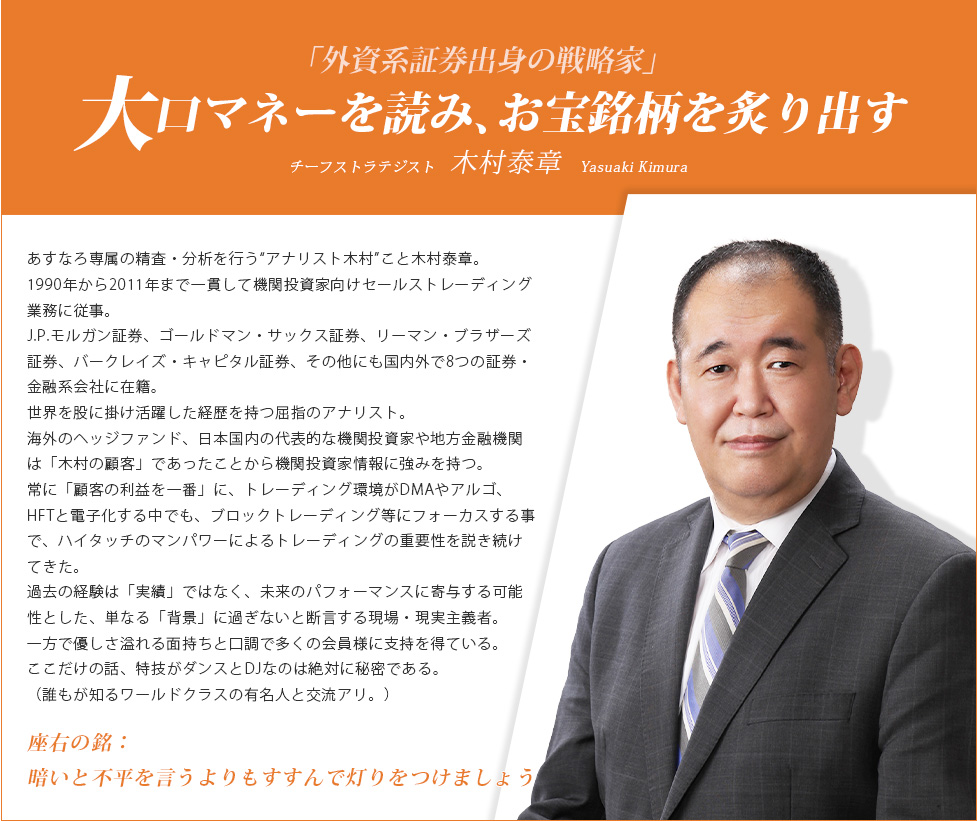 「外資系証券出身の戦略家」
大口マネーを読み、お宝銘柄を炙り出す
チーフストラテジスト 木村泰章 Yasuaki Kimura
あすなろ専属の精査・分析を行う“アナリスト木村”こと木村泰章。
1990年から2011年まで一貫して機関投資家向けセールストレーディング
業務に従事。
J.P.モルガン証券、ゴールドマン・サックス証券、リーマン・ブラザーズ
証券、バークレイズ・キャピタル証券、その他にも国内外で8つの証券・
金融系会社に在籍。
世界を股に掛け活躍した経歴を持つ屈指のアナリスト。
海外のヘッジファンド、日本国内の代表的な機関投資家や地方金融機関
は「木村の顧客」であったことから機関投資家情報に強みを持つ。
常に「顧客の利益を一番」に、トレーディング環境がDMAやアルゴ、
HFTと電子化する中でも、ブロックトレーディング等にフォーカスする事
で、ハイタッチのマンパワーによるトレーディングの重要性を説き続け
てきた。
過去の経験は「実績」ではなく、未来のパフォーマンスに寄与する可能
性とした、単なる「背景」に過ぎないと断言する現場・現実主義者。
一方で優しさ溢れる面持ちと口調で多くの会員様に支持を得ている。
ここだけの話、特技がダンスとDJなのは絶対に秘密である。
（誰もが知るワールドクラスの有名人と交流アリ。）
座右の銘：
暗いと不平を言うよりもすすんで灯りをつけましょう